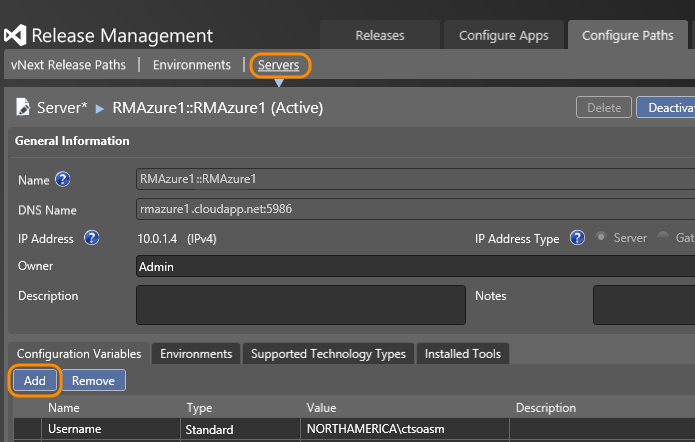 Release Management
Releases
Configure Apps
Configure Paths
vNext Release Paths
Environments
Servers
Server*
RMAzure1::RMAzure1 (Active)
Delete
General Information
Name ?
RMAzure1::RMAzure1
DNS Name
rmazure1.cloudapp.net:5986
IP Address ?
10.0.1.4 (IPv4)
IP Address Type ?
Server
Owner
Admin
Description
Notes
Configuration Variables
Environments
Supported Technology Types
Installed Tools
Add
Remove
Name Type Value Description
Username Standard NORTHAMERICA\ctsoasm